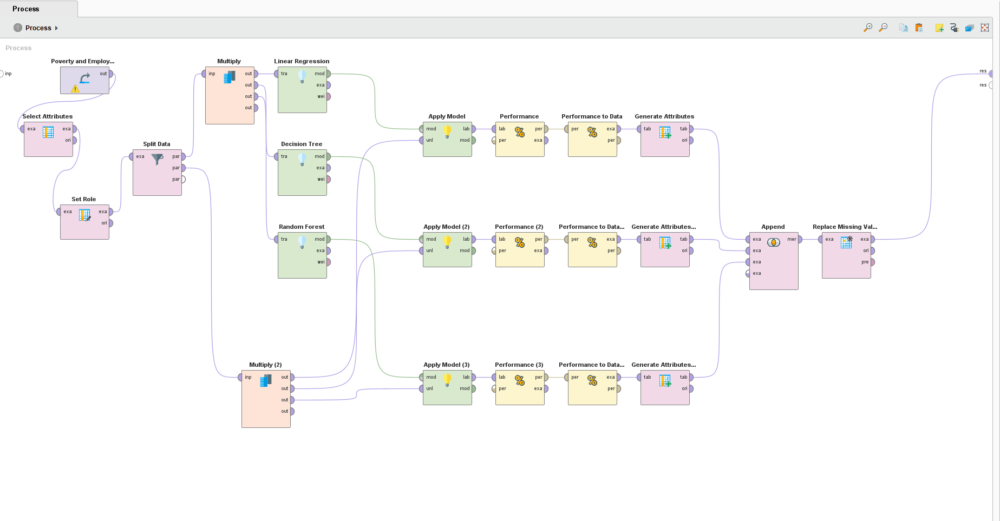 Process
Process
Process
inp
Poverty and Employ...
out
Select Attributes
exa exa
ori
Set Role
exa exa
ori
Split Data
exa par
par
par
Multiply
inp out
out
out
out
Linear Regression
tra mod
exa
wei
Decision Tree
tra mod
exa
wei
Random Forest
tra mod
exa
wei
Multiply (2)
inp out
out
out
out
Apply Model
mod lab
unl mod
Performance
lab per
per exa
Performance to Data
per exa
per
Generate Attributes
tab tab
ori
Apply Model (2)
mod lab
unl mod
Performance (2)
lab per
per exa
Performance to Data...
per exa
per
Generate Attributes...
tab tab
ori
Apply Model (3)
mod lab
unl mod
Performance (3)
lab per
per exa
Performance to Data...
per exa
per
Generate Attributes...
tab tab
ori
Append
exa mer
exa
exa
exa
Replace Missing Val...
exa exa
ori
pre
res
res